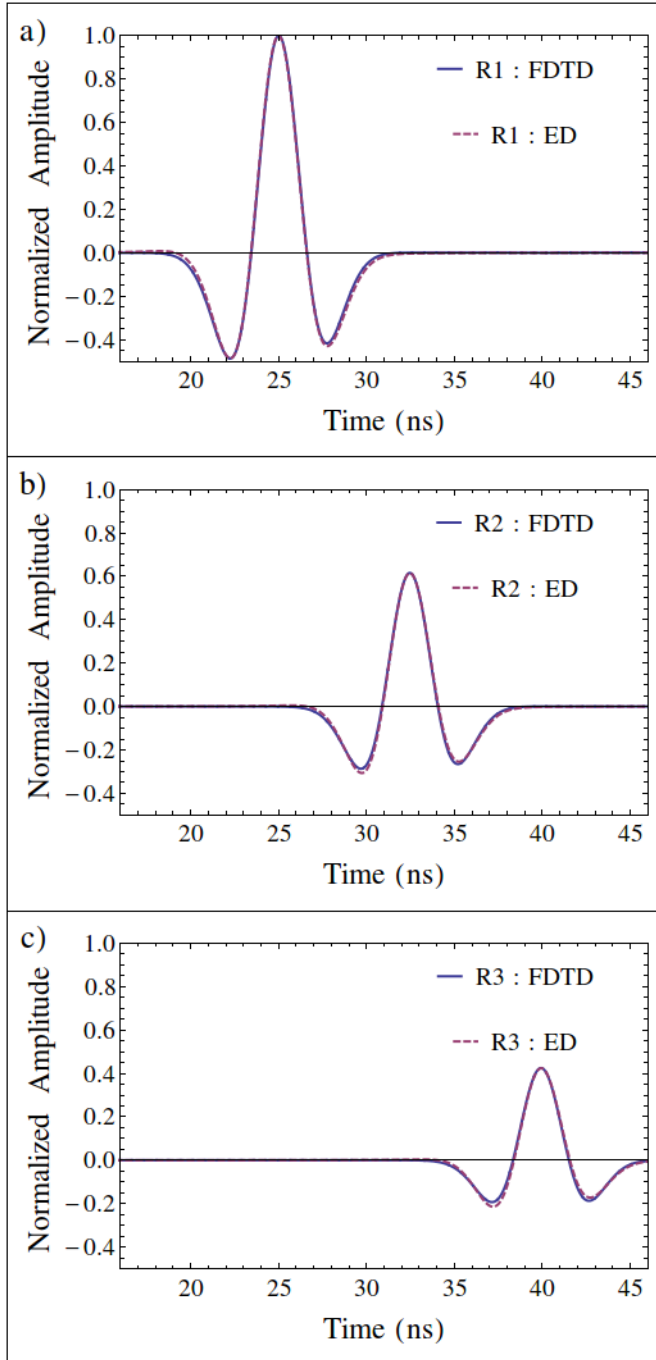 a)
Normalized Amplitude
1.0
0.8
0.6
0.4
0.2
0.0
−0.2
−0.4
R1 : FDTD
R1 : ED
20 25 30 35 40 45
Time (ns)
b)
Normalized Amplitude
1.0
0.8
0.6
0.4
0.2
0.0
−0.2
−0.4
R2 : FDTD
R2 : ED
20 25 30 35 40 45
Time (ns)
c)
Normalized Amplitude
1.0
0.8
0.6
0.4
0.2
0.0
−0.2
−0.4
R3 : FDTD
R3 : ED
20 25 30 35 40 45
Time (ns)